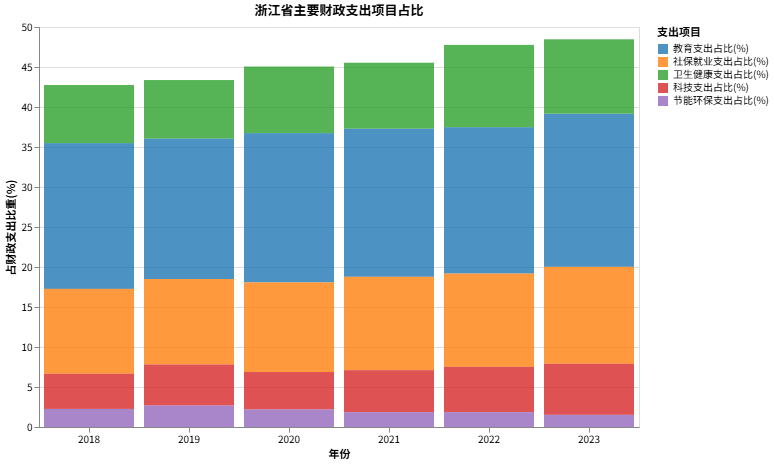 浙江省主要财政支出项目占比
占财政支出比重(%)
50
45
40
35
30
25
20
15
10
5
0
2018
2019
2020
2021
2022
2023
年份
支出项目
教育支出占比(%)
社保就业支出占比(%)
卫生健康支出占比(%)
科技支出占比(%)
节能环保支出占比(%)